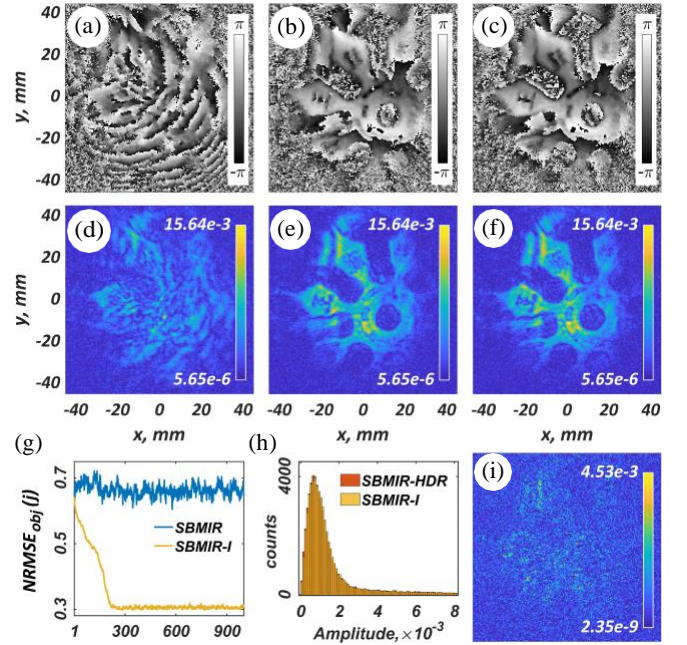 (a) (b) (c)
π π π
-π -π -π
y, mm
40
20
0
-20
-40
(d) (e) (f)
15.64e-3 15.64e-3 15.64e-3
5.65e-6 5.65e-6 5.65e-6
y, mm
40
20
0
-20
-40
-40 -20 0 20 40 -40 -20 0 20 40 -40 -20 0 20 40
x, mm x, mm x, mm
(g) (h) (i)
NRMSEobj(j)
0.7
0.5
0.3
SBMIR
SBMIR-I
1 300 600 900
counts
4000
0
SBMIR-HDR
SBMIR-I
0 2 4 6 8
Amplitude, ×10-3
4.53e-3
2.35e-9